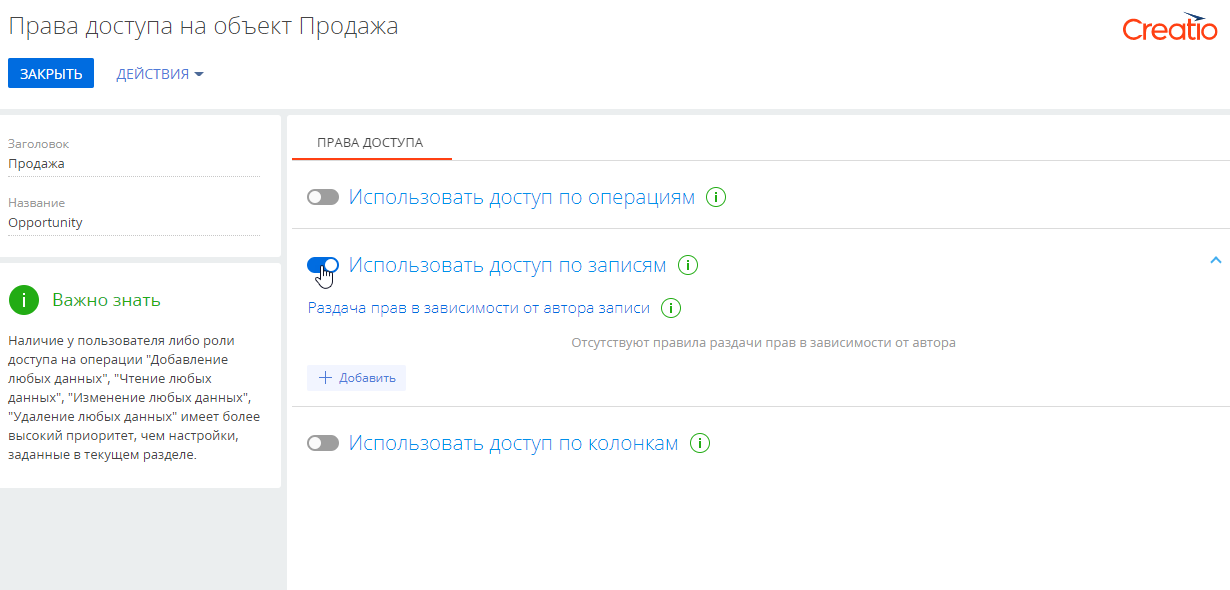 Права доступа на объект Продажа
Creatio
ЗАКРЫТЬ
ДЕЙСТВИЯ
Заголовок
Продажа
Название
Opportunity
Важно знать
Наличие у пользователя либо роли
доступа на операции "Добавление
любых данных", "Чтение любых
данных", "Изменение любых данных",
"Удаление любых данных" имеет более
высокий приоритет, чем настройки,
заданные в текущем разделе.
ПРАВА ДОСТУПА
Использовать доступ по операциям
Использовать доступ по записям
Раздача прав в зависимости от автора записи
Отсутствуют правила раздачи прав в зависимости от автора
Добавить
Использовать доступ по колонкам